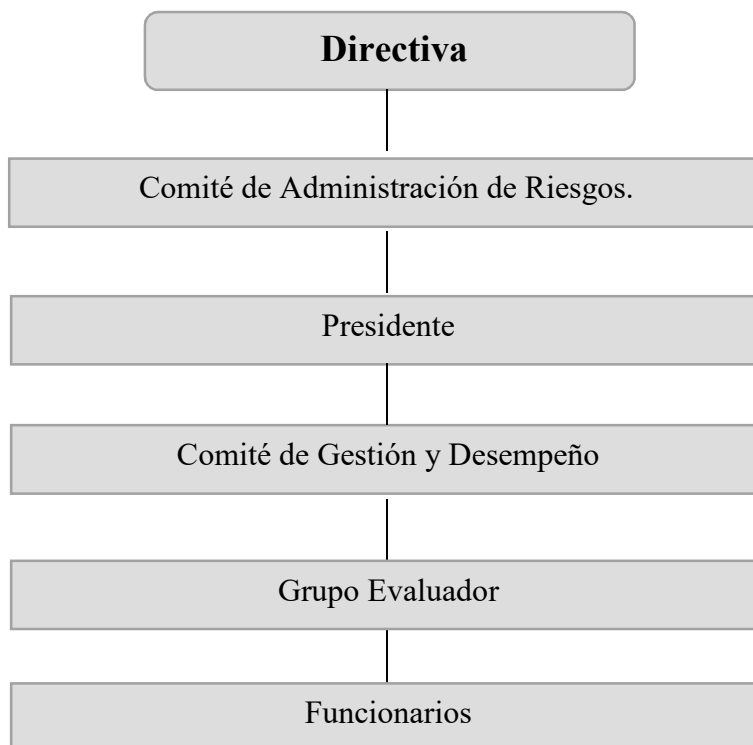 Directiva
Comité de Administración de Riesgos.
Presidente
Comité de Gestión y Desempeño
Grupo Evaluador
Funcionarios